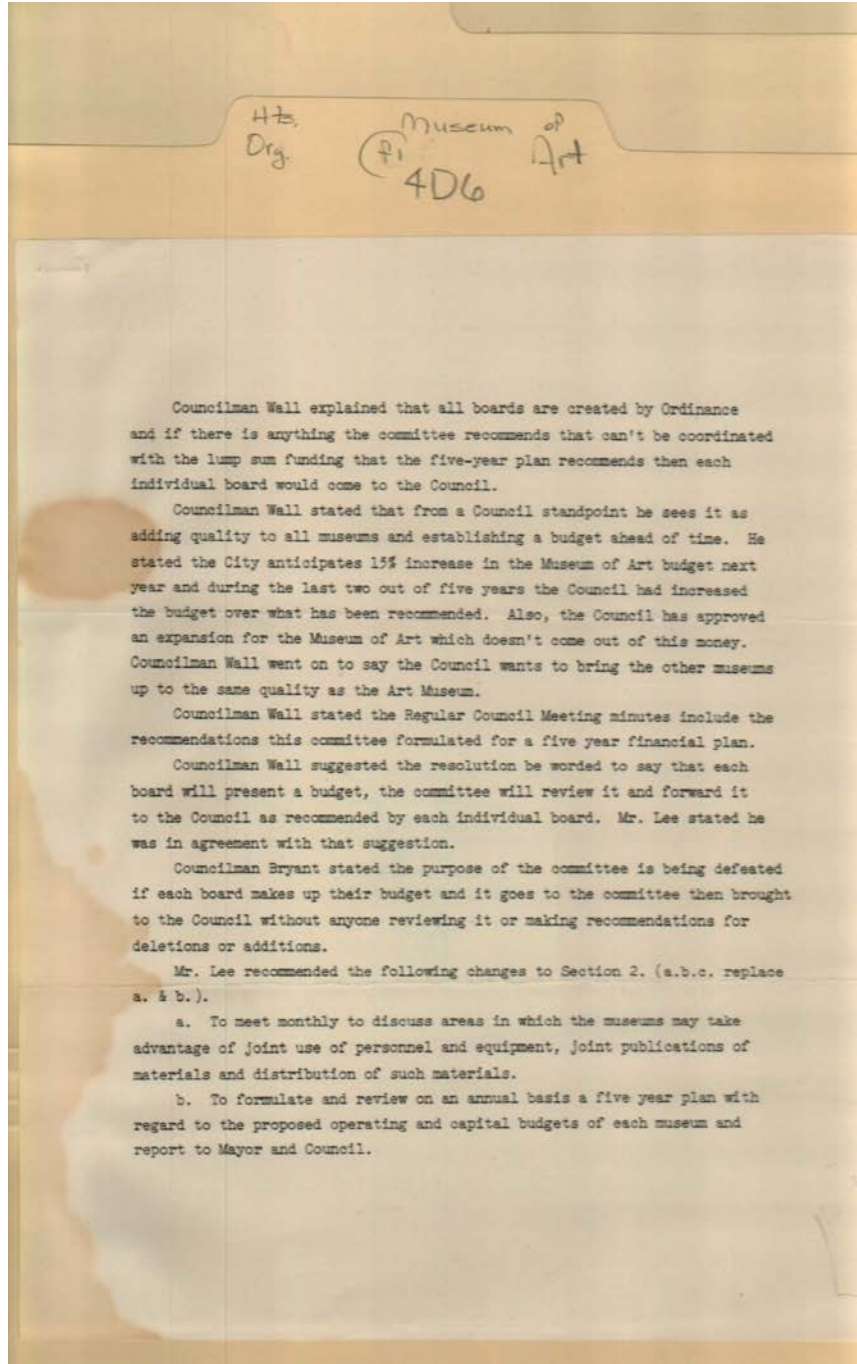 Hts. Museum of
Org. f1 Art
4D6
Councilman Wall explained that all boards are created by Ordinance
and if there is anything the committee recommends that can't be coordinated
with the lump sum funding that the five-year plan recommends then each
individual board would come to the Council.
Councilman Wall stated that from a Council standpoint he sees it as
adding quality to all museums and establishing a budget ahead of time. He
stated the City anticipates 15% increase in the Museum of Art budget next
year and during the last two out of five years the Council had increased
the budget over what has been recommended. Also, the Council has approved
an expansion for the Museum of Art which doesn't come out of this money.
Councilman Wall went on to say the Council wants to bring the other museums
up to the same quality as the Art Museum.
Councilman Wall stated the Regular Council Meeting minutes include the
recommendations this committee formulated for a five year financial plan.
Councilman Wall suggested the resolution be worded to say that each
board will present a budget, the committee will review it and forward it
to the Council as recommended by each individual board. Mr. Lee stated he
was in agreement with that suggestion.
Councilman Bryant stated the purpose of the committee is being defeated
if each board makes up their budget and it goes to the committee then brought
to the Council without anyone reviewing it or making recommendations for
deletions or additions.
Mr. Lee recommended the following changes to Section 2. (a.b.c. replace
a. & b.).
a. To meet monthly to discuss areas in which the museums may take
advantage of joint use of personnel and equipment, joint publications of
materials and distribution of such materials.
b. To formulate and review on an annual basis a five year plan with
regard to the proposed operating and capital budgets of each museum and
report to Mayor and Council.